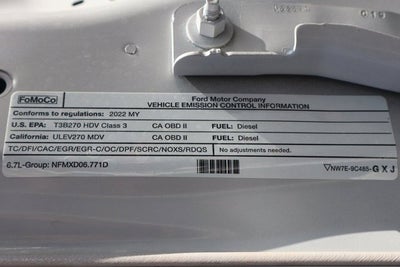 FoMoCo
Ford Motor Company
VEHICLE EMISSION CONTROL INFORMATION
Conforms to regulations: 2022 MY
U.S. EPA: T3B270 HDV Class 3 CA OBD II FUEL: Diesel
California: ULEV270 MDV CA OBD II FUEL: Diesel
TC/DFI/CAC/EGR/EGR-C/OC/DPF/SCRC/NOXS/RDQS No adjustments needed.
6.7L-Group: NFMXD06.771D NW7E-9C485-GXJ